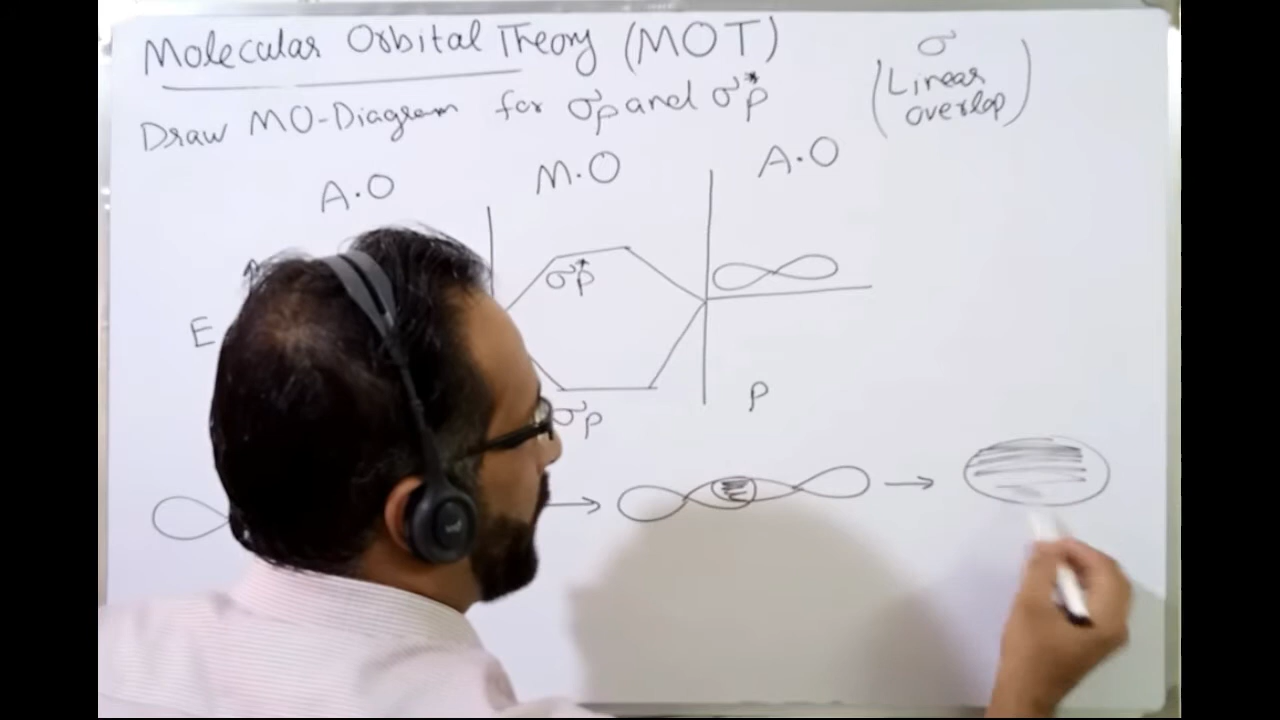 Molecular Orbital Theory (MOT)
σ
(Linear
overlap)
Draw MO-Diagram for σp and σ*p
A.O
M.O
A.O
E
σ*p
σp
p